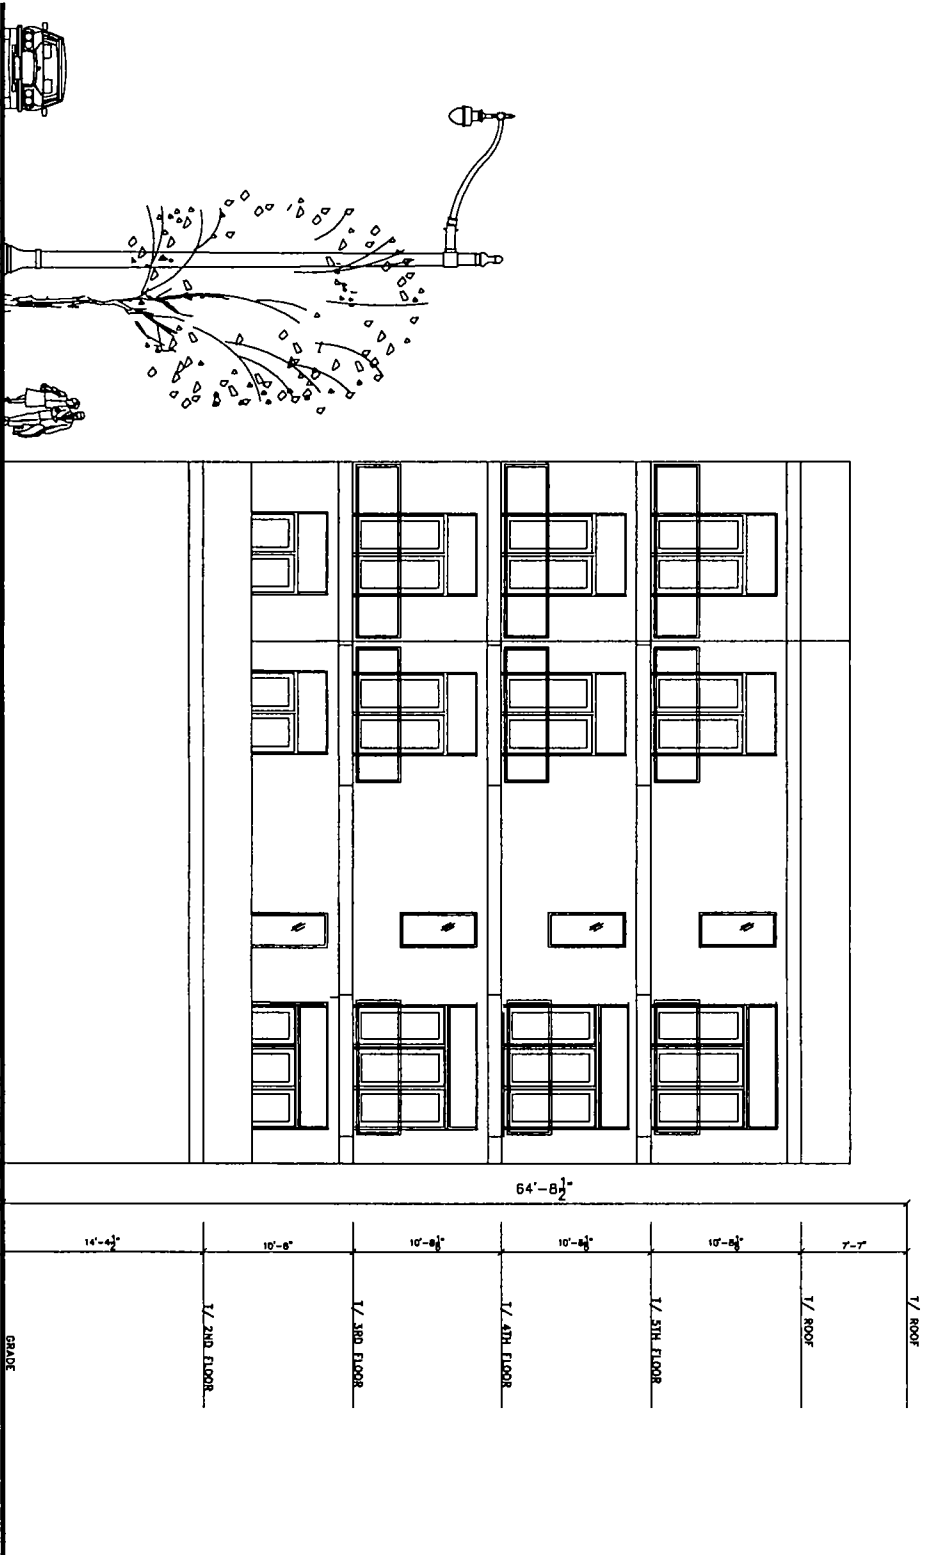 64'-8½"
14'-4½"
10'-6"
10'-8⅛"
10'-8⅛"
10'-8⅛"
7'-7"
GRADE
T/ 2ND FLOOR
T/ 3RD FLOOR
T/ 4TH FLOOR
T/ 5TH FLOOR
T/ ROOF
T/ ROOF